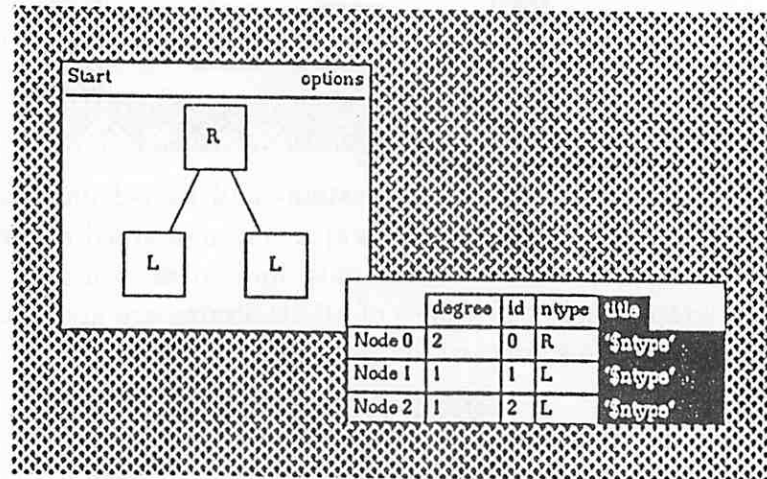 Start options
R
L L
degree id ntype title
Node 0 2 0 R "$ntype"
Node 1 1 1 L "$ntype"
Node 2 1 2 L "$ntype"